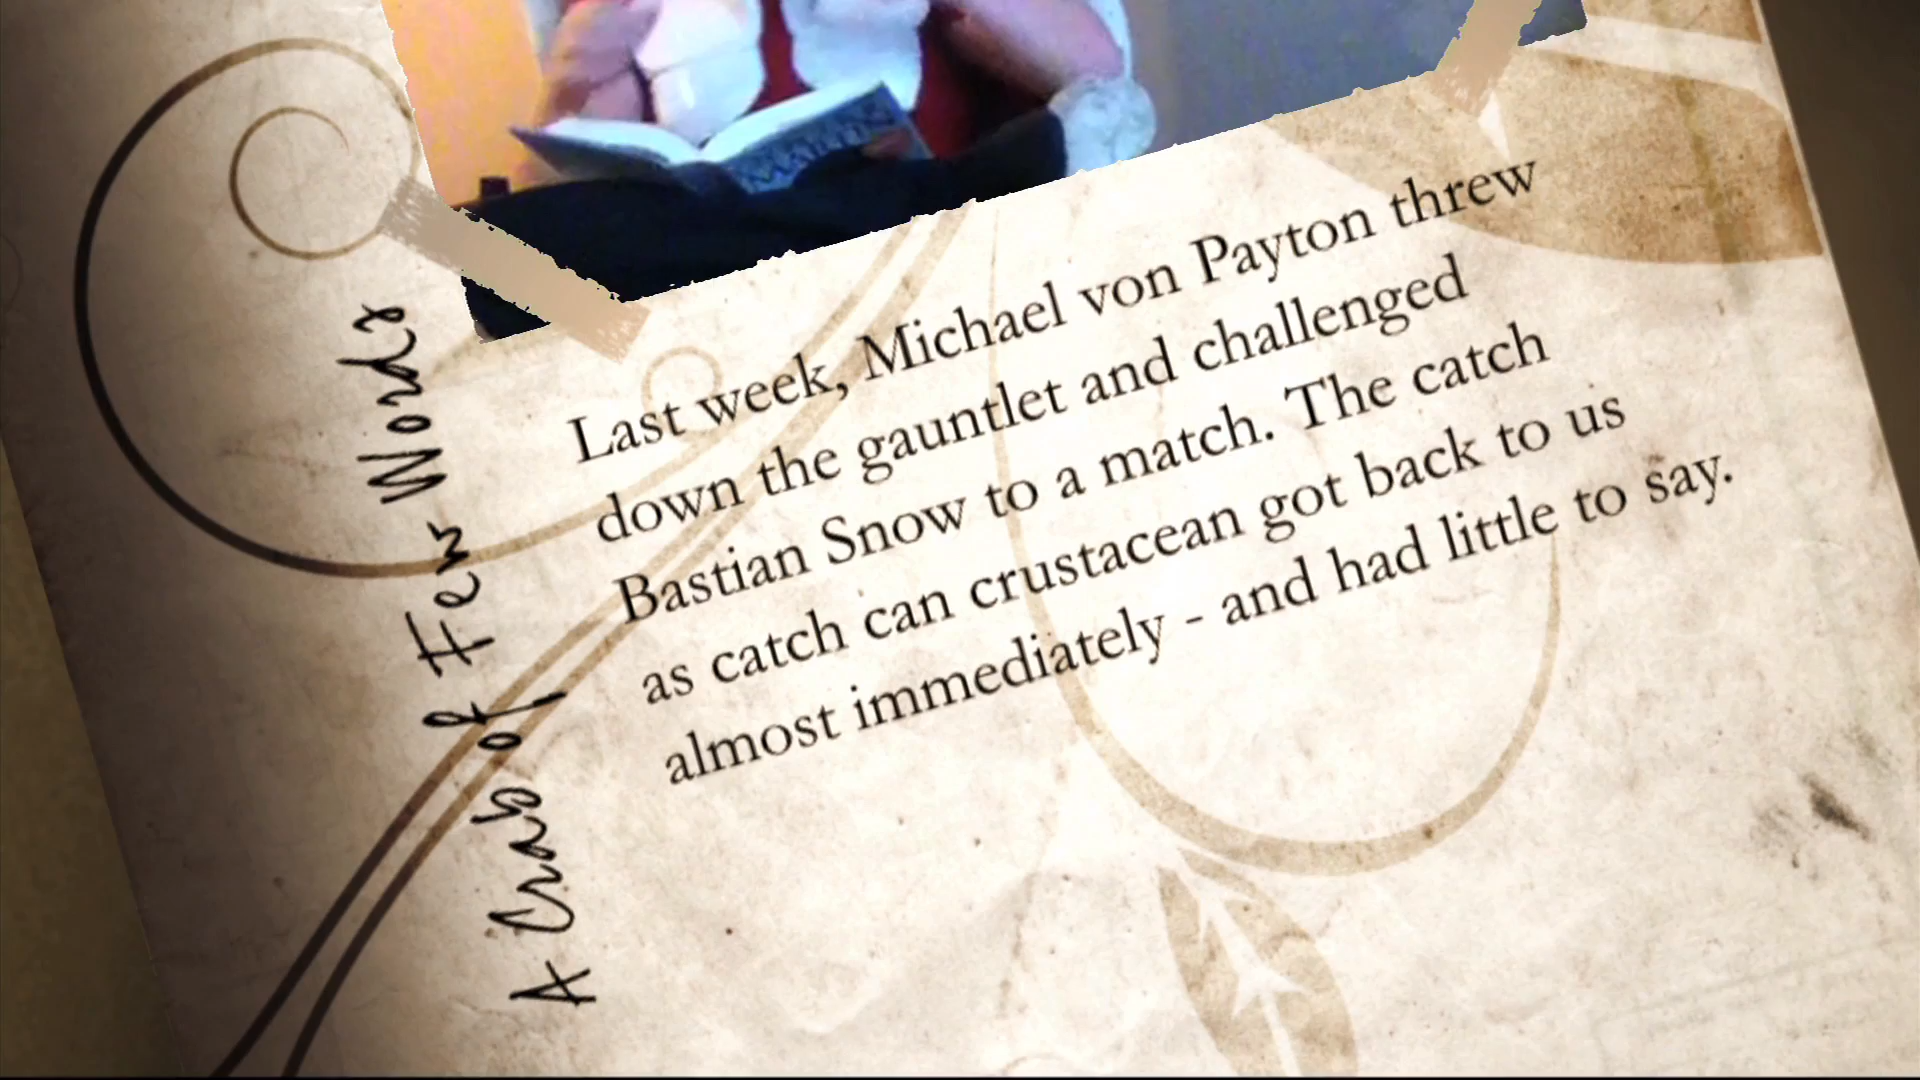 A Crab of Few Words
Last week, Michael von Payton threw
down the gauntlet and challenged
Bastian Snow to a match. The catch
as catch can crustacean got back to us
almost immediately - and had little to say.